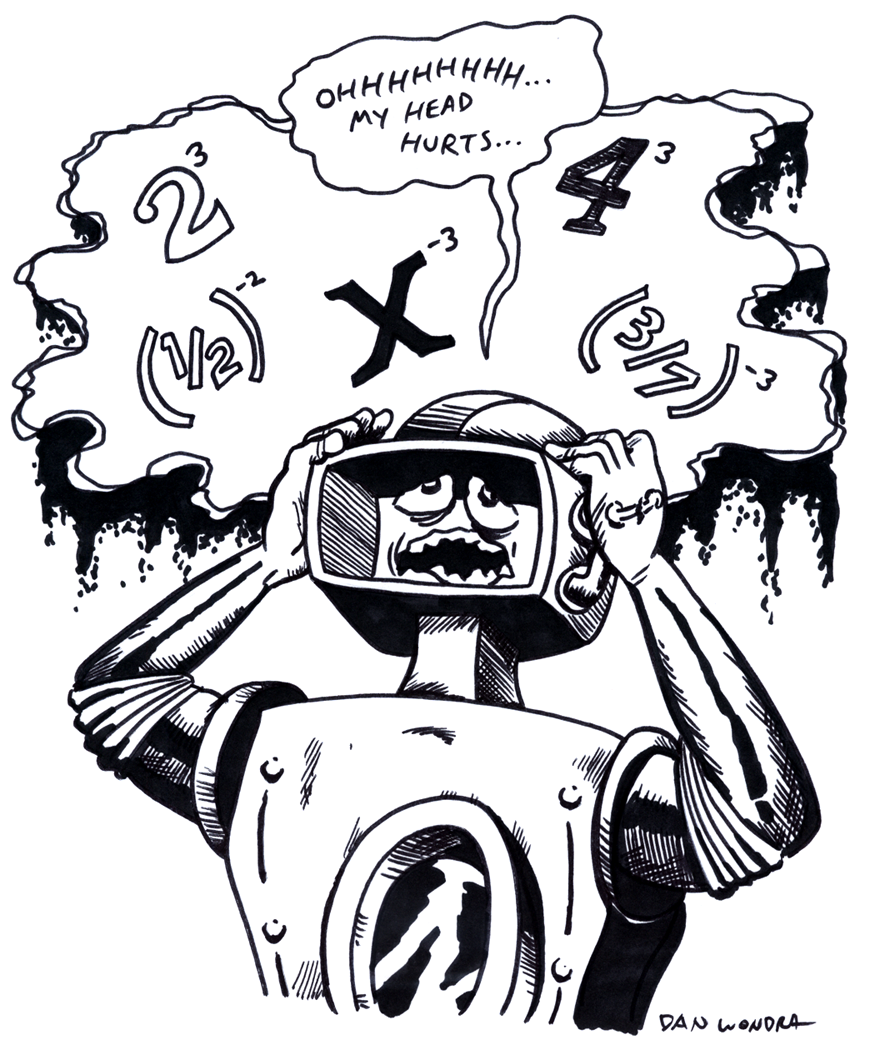 OHHHHHHHH...
MY HEAD
HURTS...
2³
4³
x⁻³
(1/2)⁻²
(3/7)⁻³
DAN WONDRA